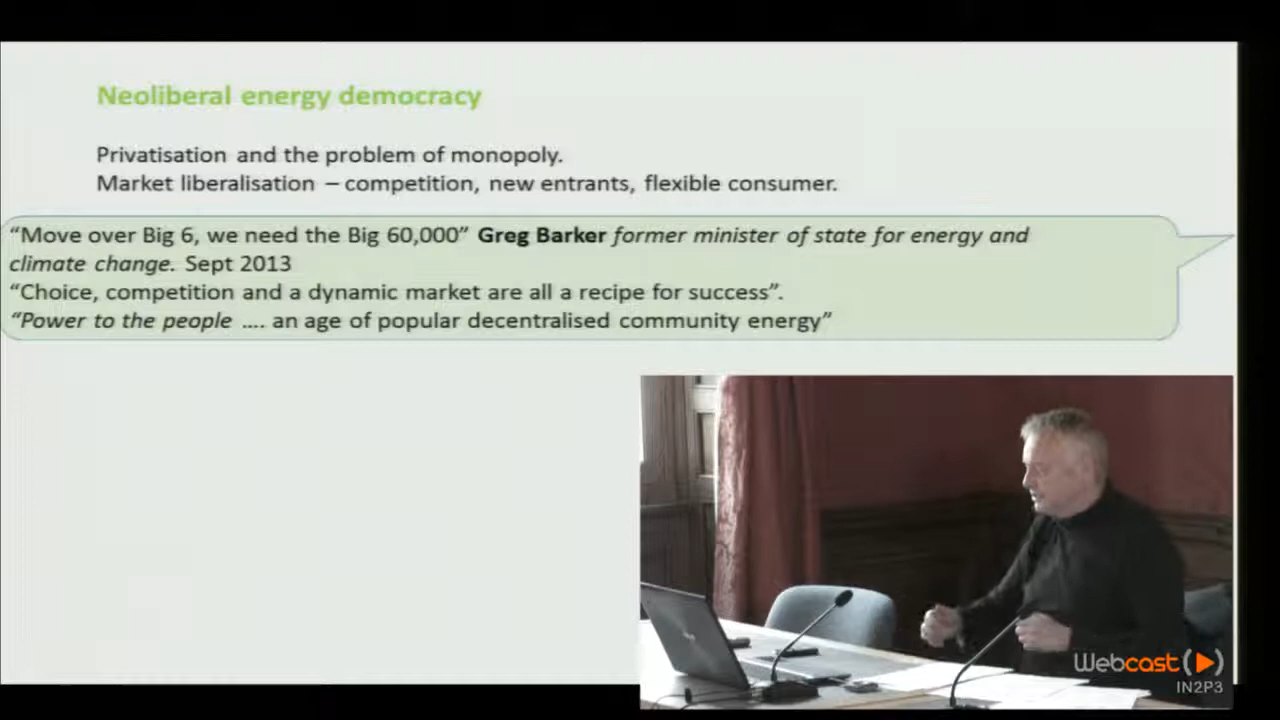 Neoliberal energy democracy
Privatisation and the problem of monopoly.
Market liberalisation – competition, new entrants, flexible consumer.
“Move over Big 6, we need the Big 60,000” Greg Barker former minister of state for energy and
climate change. Sept 2013
“Choice, competition and a dynamic market are all a recipe for success”.
“Power to the people .... an age of popular decentralised community energy”
Webcast
IN2P3